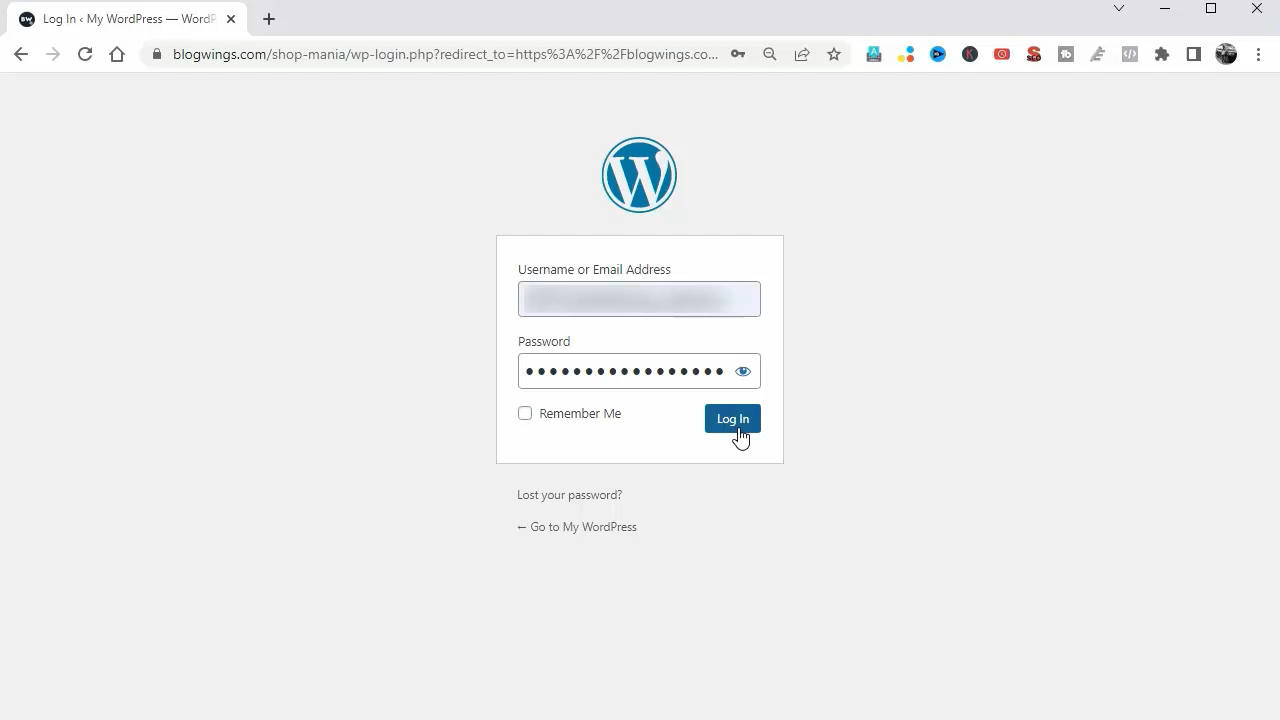 BW
Log In ‹ My WordPress — WordP
blogwings.com/shop-mania/wp-login.php?redirect_to=https%3A%2F%2Fblogwings.co...
W
Username or Email Address
Password
Remember Me
Log In
Lost your password?
← Go to My WordPress